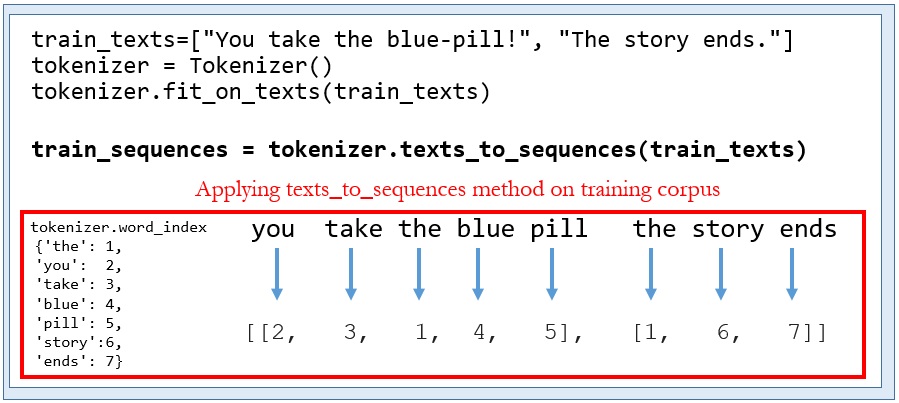 train_texts=["You take the blue-pill!", "The story ends."]
tokenizer = Tokenizer()
tokenizer.fit_on_texts(train_texts)
train_sequences = tokenizer.texts_to_sequences(train_texts)
Applying texts_to_sequences method on training corpus
tokenizer.word_index
{'the': 1,
'you':  2,
'take': 3,
'blue': 4,
'pill': 5,
'story':6,
'ends': 7}
you take the blue pill the story ends
[[2, 3, 1, 4, 5], [1, 6, 7]]